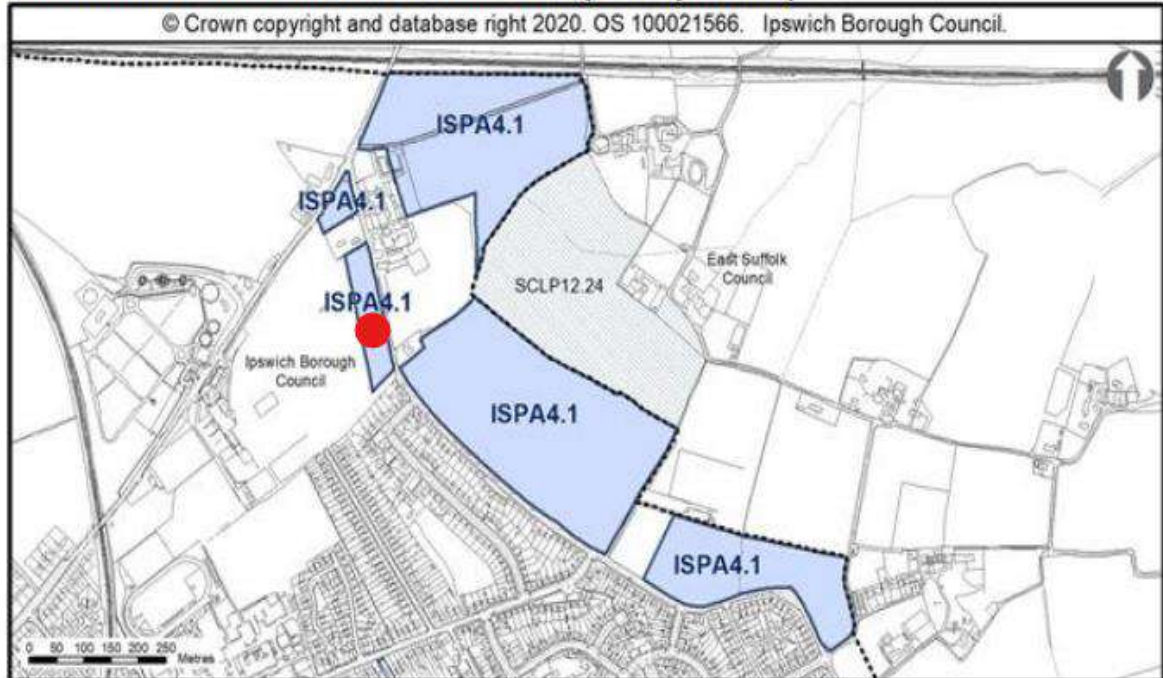 © Crown copyright and database right 2020. OS 100021566. Ipswich Borough Council.
ISPA4.1
ISPA4.1
SCLP12.24
East Suffolk
Council
ISPA4.1
Ipswich Borough
Council
ISPA4.1
ISPA4.1
0 50 100 150 200 250
Metres